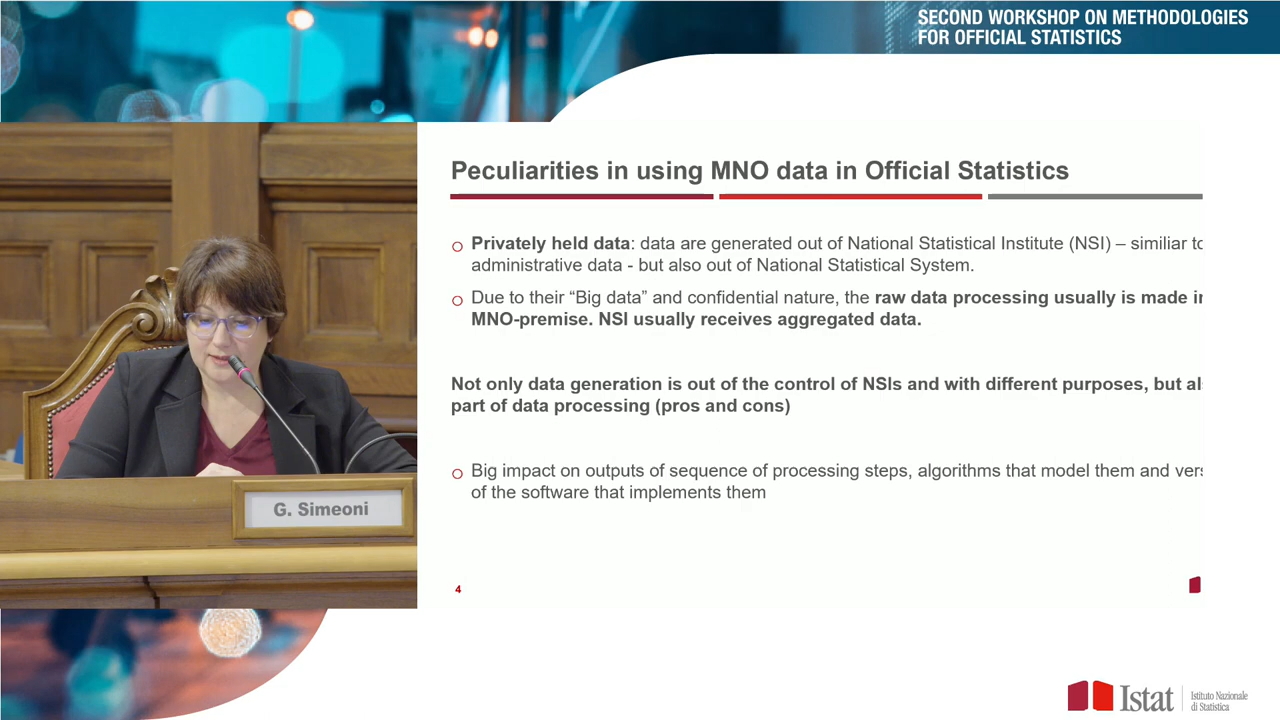 SECOND WORKSHOP ON METHODOLOGIES
FOR OFFICIAL STATISTICS
Peculiarities in using MNO data in Official Statistics
Privately held data: data are generated out of National Statistical Institute (NSI) – similiar to
administrative data - but also out of National Statistical System.
Due to their “Big data” and confidential nature, the raw data processing usually is made in
MNO-premise. NSI usually receives aggregated data.
Not only data generation is out of the control of NSIs and with different purposes, but al
part of data processing (pros and cons)
Big impact on outputs of sequence of processing steps, algorithms that model them and vers
of the software that implements them
G. Simeoni
4
Istat
Istituto Nazionale
di Statistica